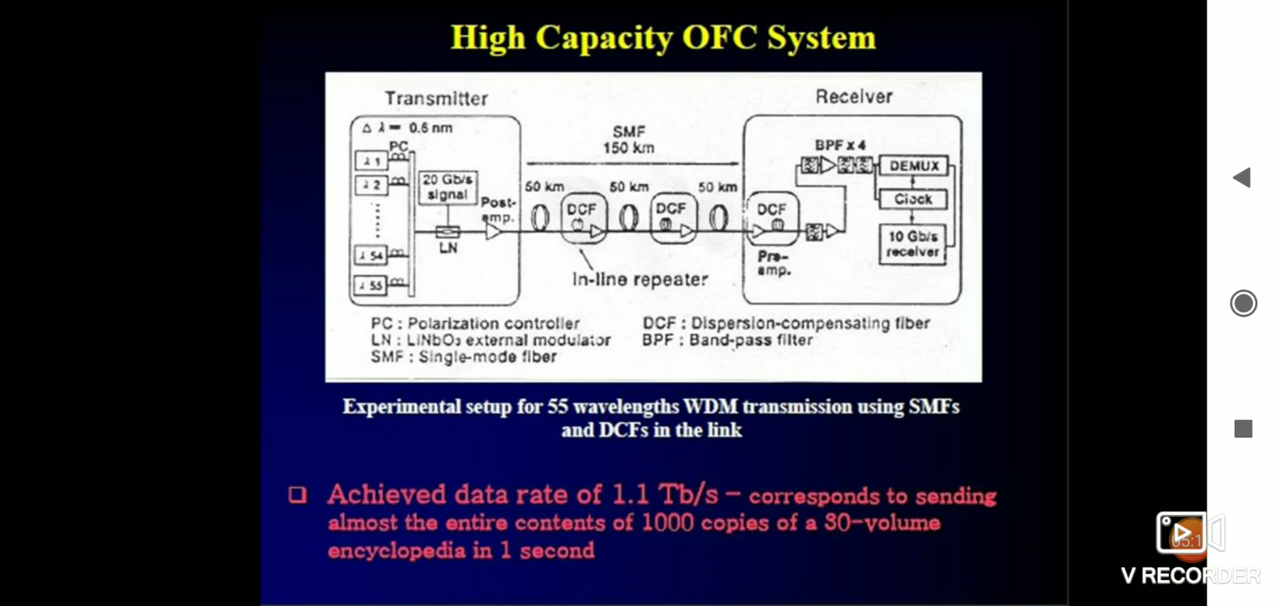 High Capacity OFC System
Transmitter
Receiver
Δ λ = 0.6 nm
PC
λ 1
λ 2
λ 54
λ 55
20 Gb/s
signal
LN
Post-
amp.
SMF
150 km
50 km
50 km
50 km
DCF
DCF
DCF
In-line repeater
Pre-
amp.
BPF x 4
DEMUX
Clock
10 Gb/s
receiver
PC : Polarization controller
LN : LiNbO₃ external modulator
SMF : Single-mode fiber
DCF : Dispersion-compensating fiber
BPF : Band-pass filter
Experimental setup for 55 wavelengths WDM transmission using SMFs
and DCFs in the link
Achieved data rate of 1.1 Tb/s – corresponds to sending
almost the entire contents of 1000 copies of a 30-volume
encyclopedia in 1 second
V RECORDER